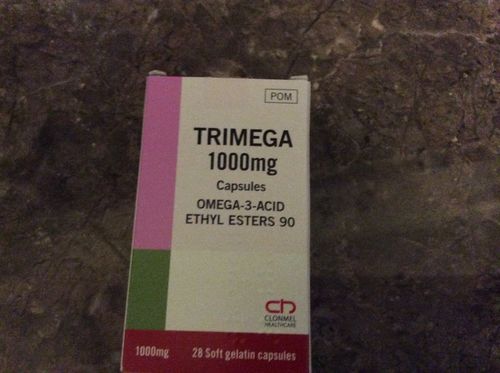 POM
TRIMEGA
1000mg
Capsules
OMEGA-3-ACID
ETHYL ESTERS 90
CLONMEL
HEALTHCARE
1000mg 28 Soft gelatin capsules